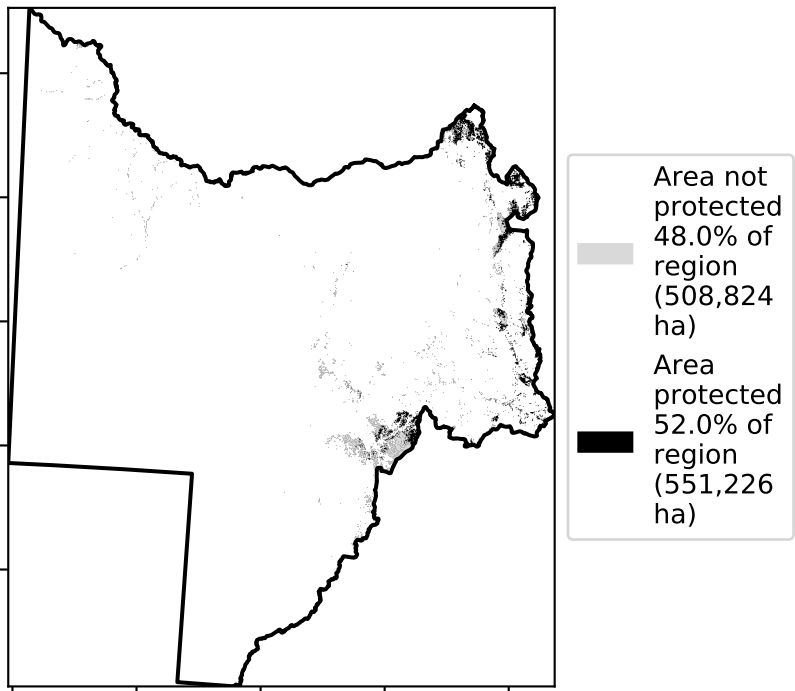 Area not
protected
48.0% of
region
(508,824
ha)
Area
protected
52.0% of
region
(551,226
ha)